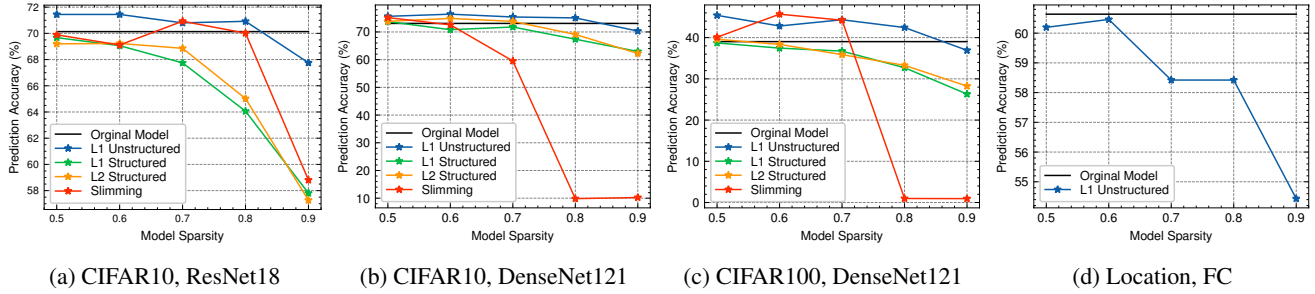 Prediction Accuracy (%)
72
70
68
66
64
62
60
58
Orginal Model
L1 Unstructured
L1 Structured
L2 Structured
Slimming
0.5 0.6 0.7 0.8 0.9
Model Sparsity
(a) CIFAR10, ResNet18
Prediction Accuracy (%)
70
60
50
40
30
20
10
Orginal Model
L1 Unstructured
L1 Structured
L2 Structured
Slimming
0.5 0.6 0.7 0.8 0.9
Model Sparsity
(b) CIFAR10, DenseNet121
Prediction Accuracy (%)
40
30
20
10
0
Orginal Model
L1 Unstructured
L1 Structured
L2 Structured
Slimming
0.5 0.6 0.7 0.8 0.9
Model Sparsity
(c) CIFAR100, DenseNet121
Prediction Accuracy (%)
60
59
58
57
56
55
Orginal Model
L1 Unstructured
0.5 0.6 0.7 0.8 0.9
Model Sparsity
(d) Location, FC